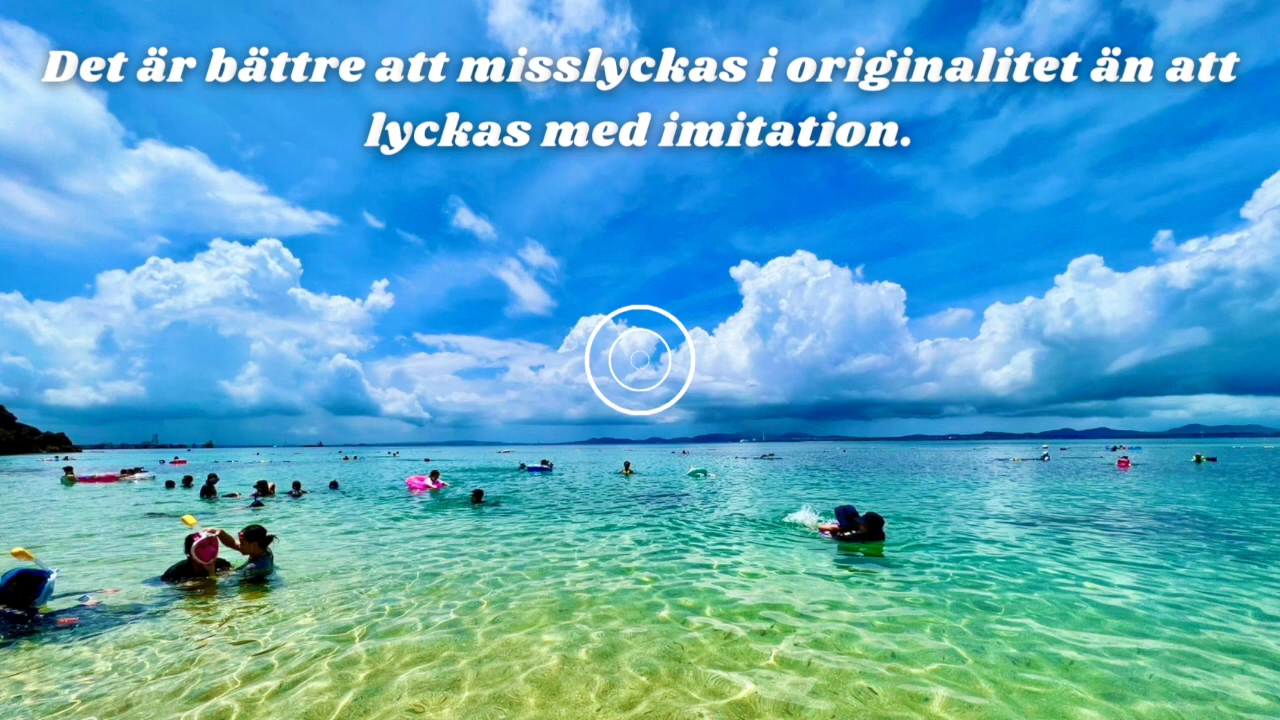 Det är bättre att misslyckas i originalitet än att
lyckas med imitation.